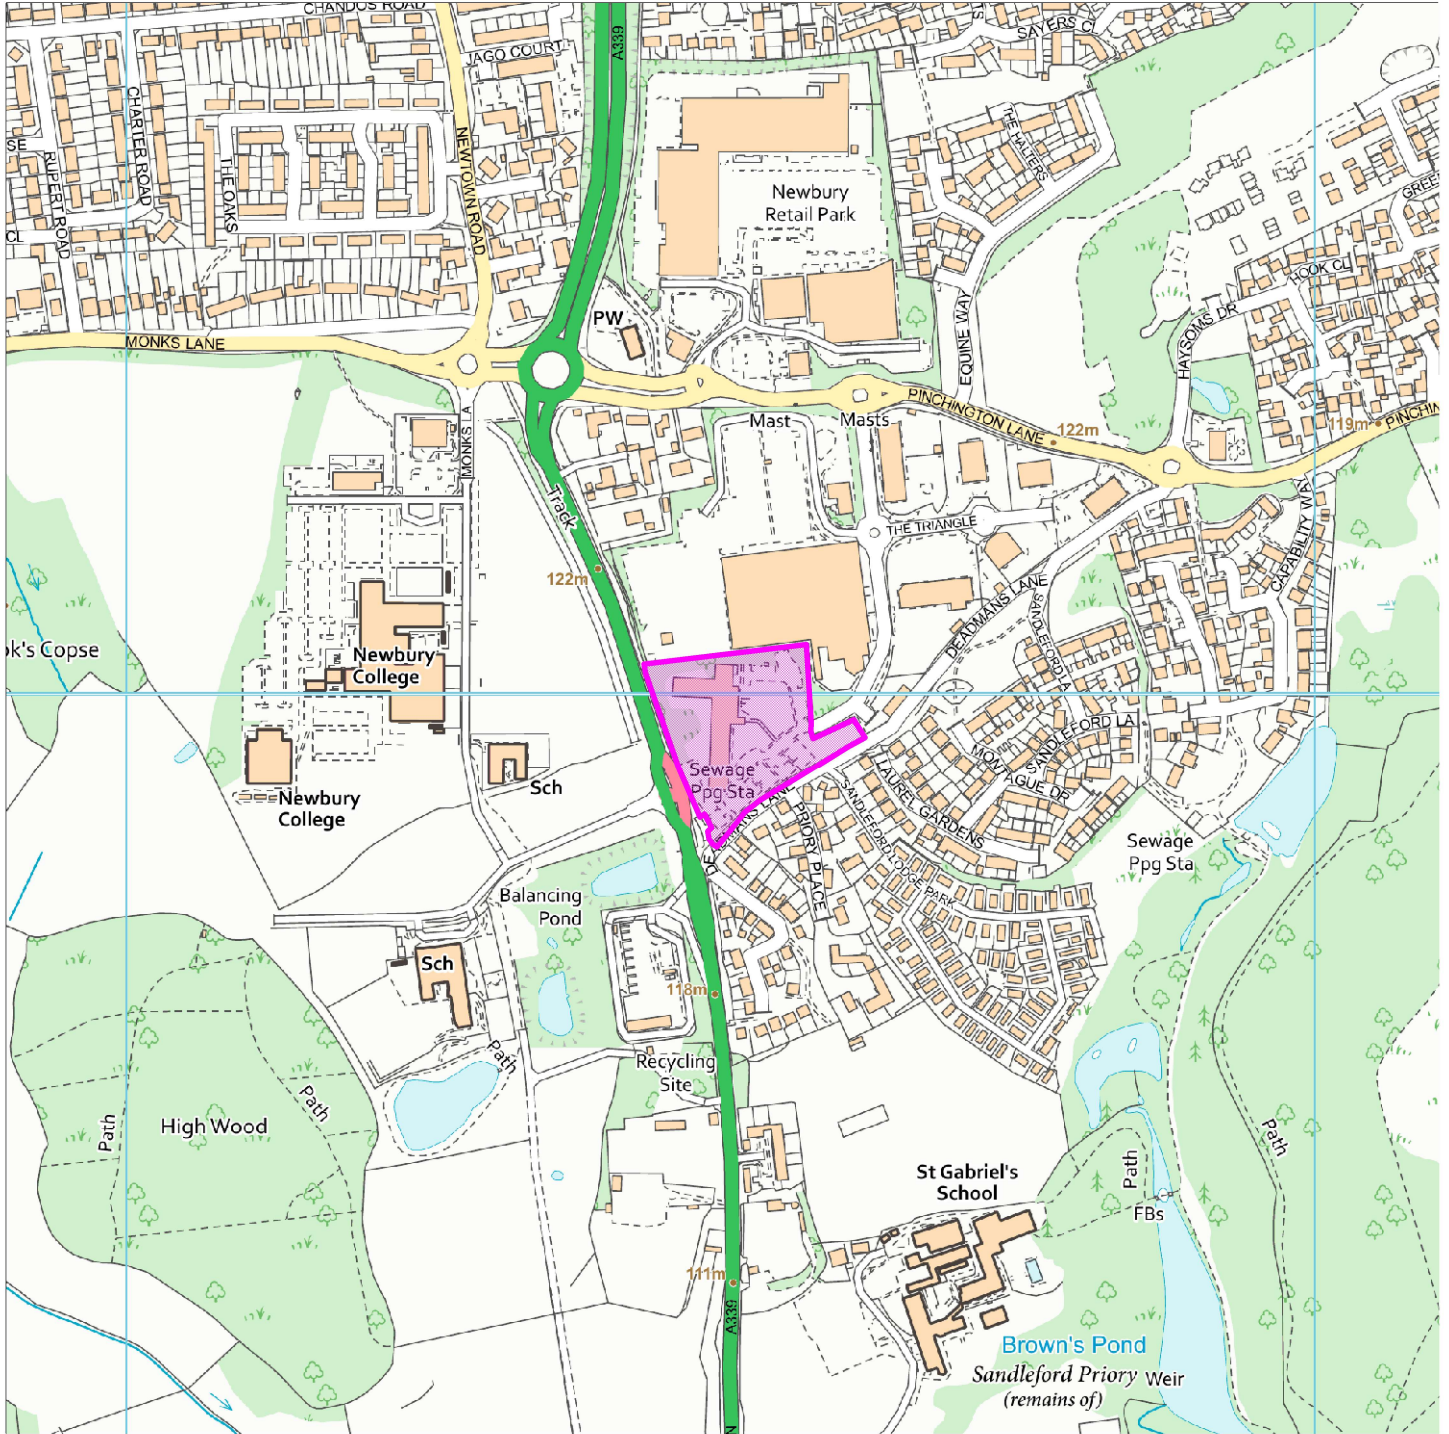 CHANDOS ROAD
JAGO COURT
A339
SAYERS CL
CHARTER ROAD
RUPERT ROAD
THE OAKS
NEWTOWN ROAD
THE HALTERS
Newbury
Retail Park
SE
CL
HOOK CL
PW
MONKS LANE
EQUINE WAY
HAYSOMS DR
PINCHINGTON LANE
122m
119m
Mast
Masts
MONKS LA
Track
THE TRIANGLE
CAPABILITY WAY
122m
DEADMANS LANE
SANDLEFORD LA
ok's Copse
Newbury
College
SANDLEFORD LA
MONTAGUE DR
LAUREL GARDENS
Sewage
Ppg Sta
Sch
Newbury
College
PRIORY PLACE
SANDLEFORD LODGE PARK
Sewage
Ppg Sta
Balancing
Pond
Sch
118m
Path
Recycling
Site
Path
Path
High Wood
Path
Path
St Gabriel's
School
FBs
111m
A339
Brown's Pond
Sandleford Priory
(remains of)
Weir
N